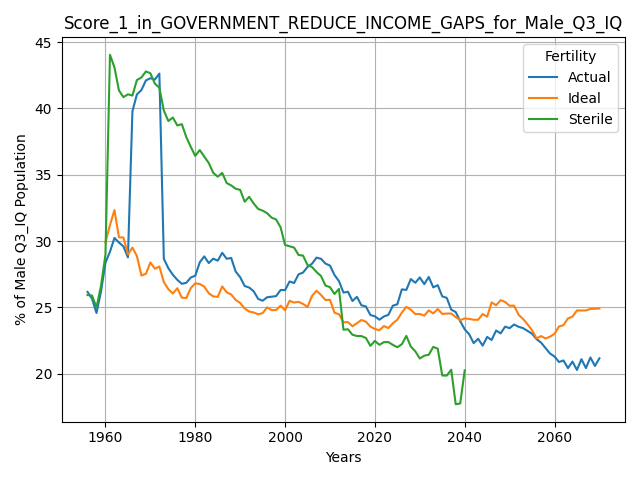 Score_1_in_GOVERNMENT_REDUCE_INCOME_GAPS_for_Male_Q3_IQ
% of Male Q3_IQ Population
45
40
35
30
25
20
Fertility
Actual
Ideal
Sterile
1960 1980 2000 2020 2040 2060
Years